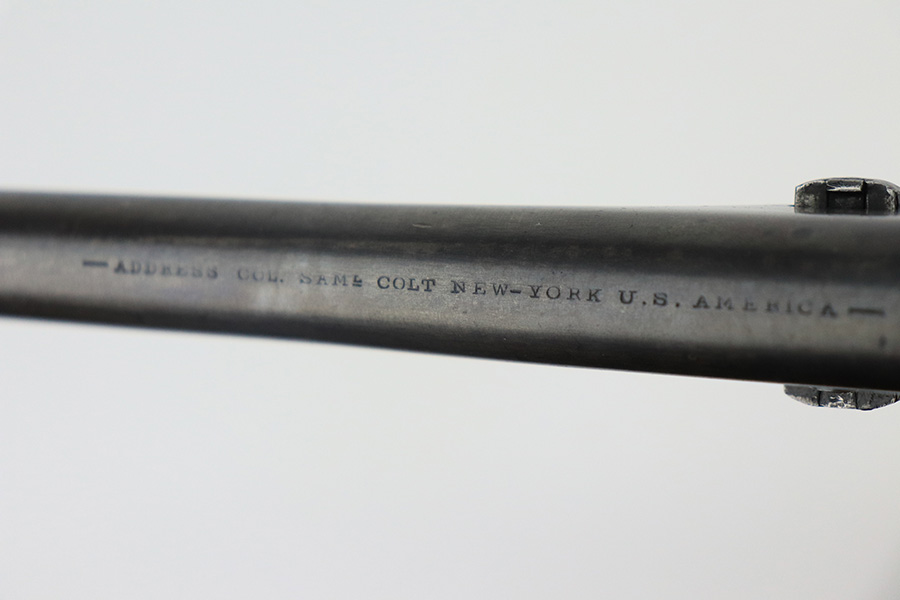 — ADDRESS COL. SAMᴸ COLT NEW-YORK U.S. AMERICA —